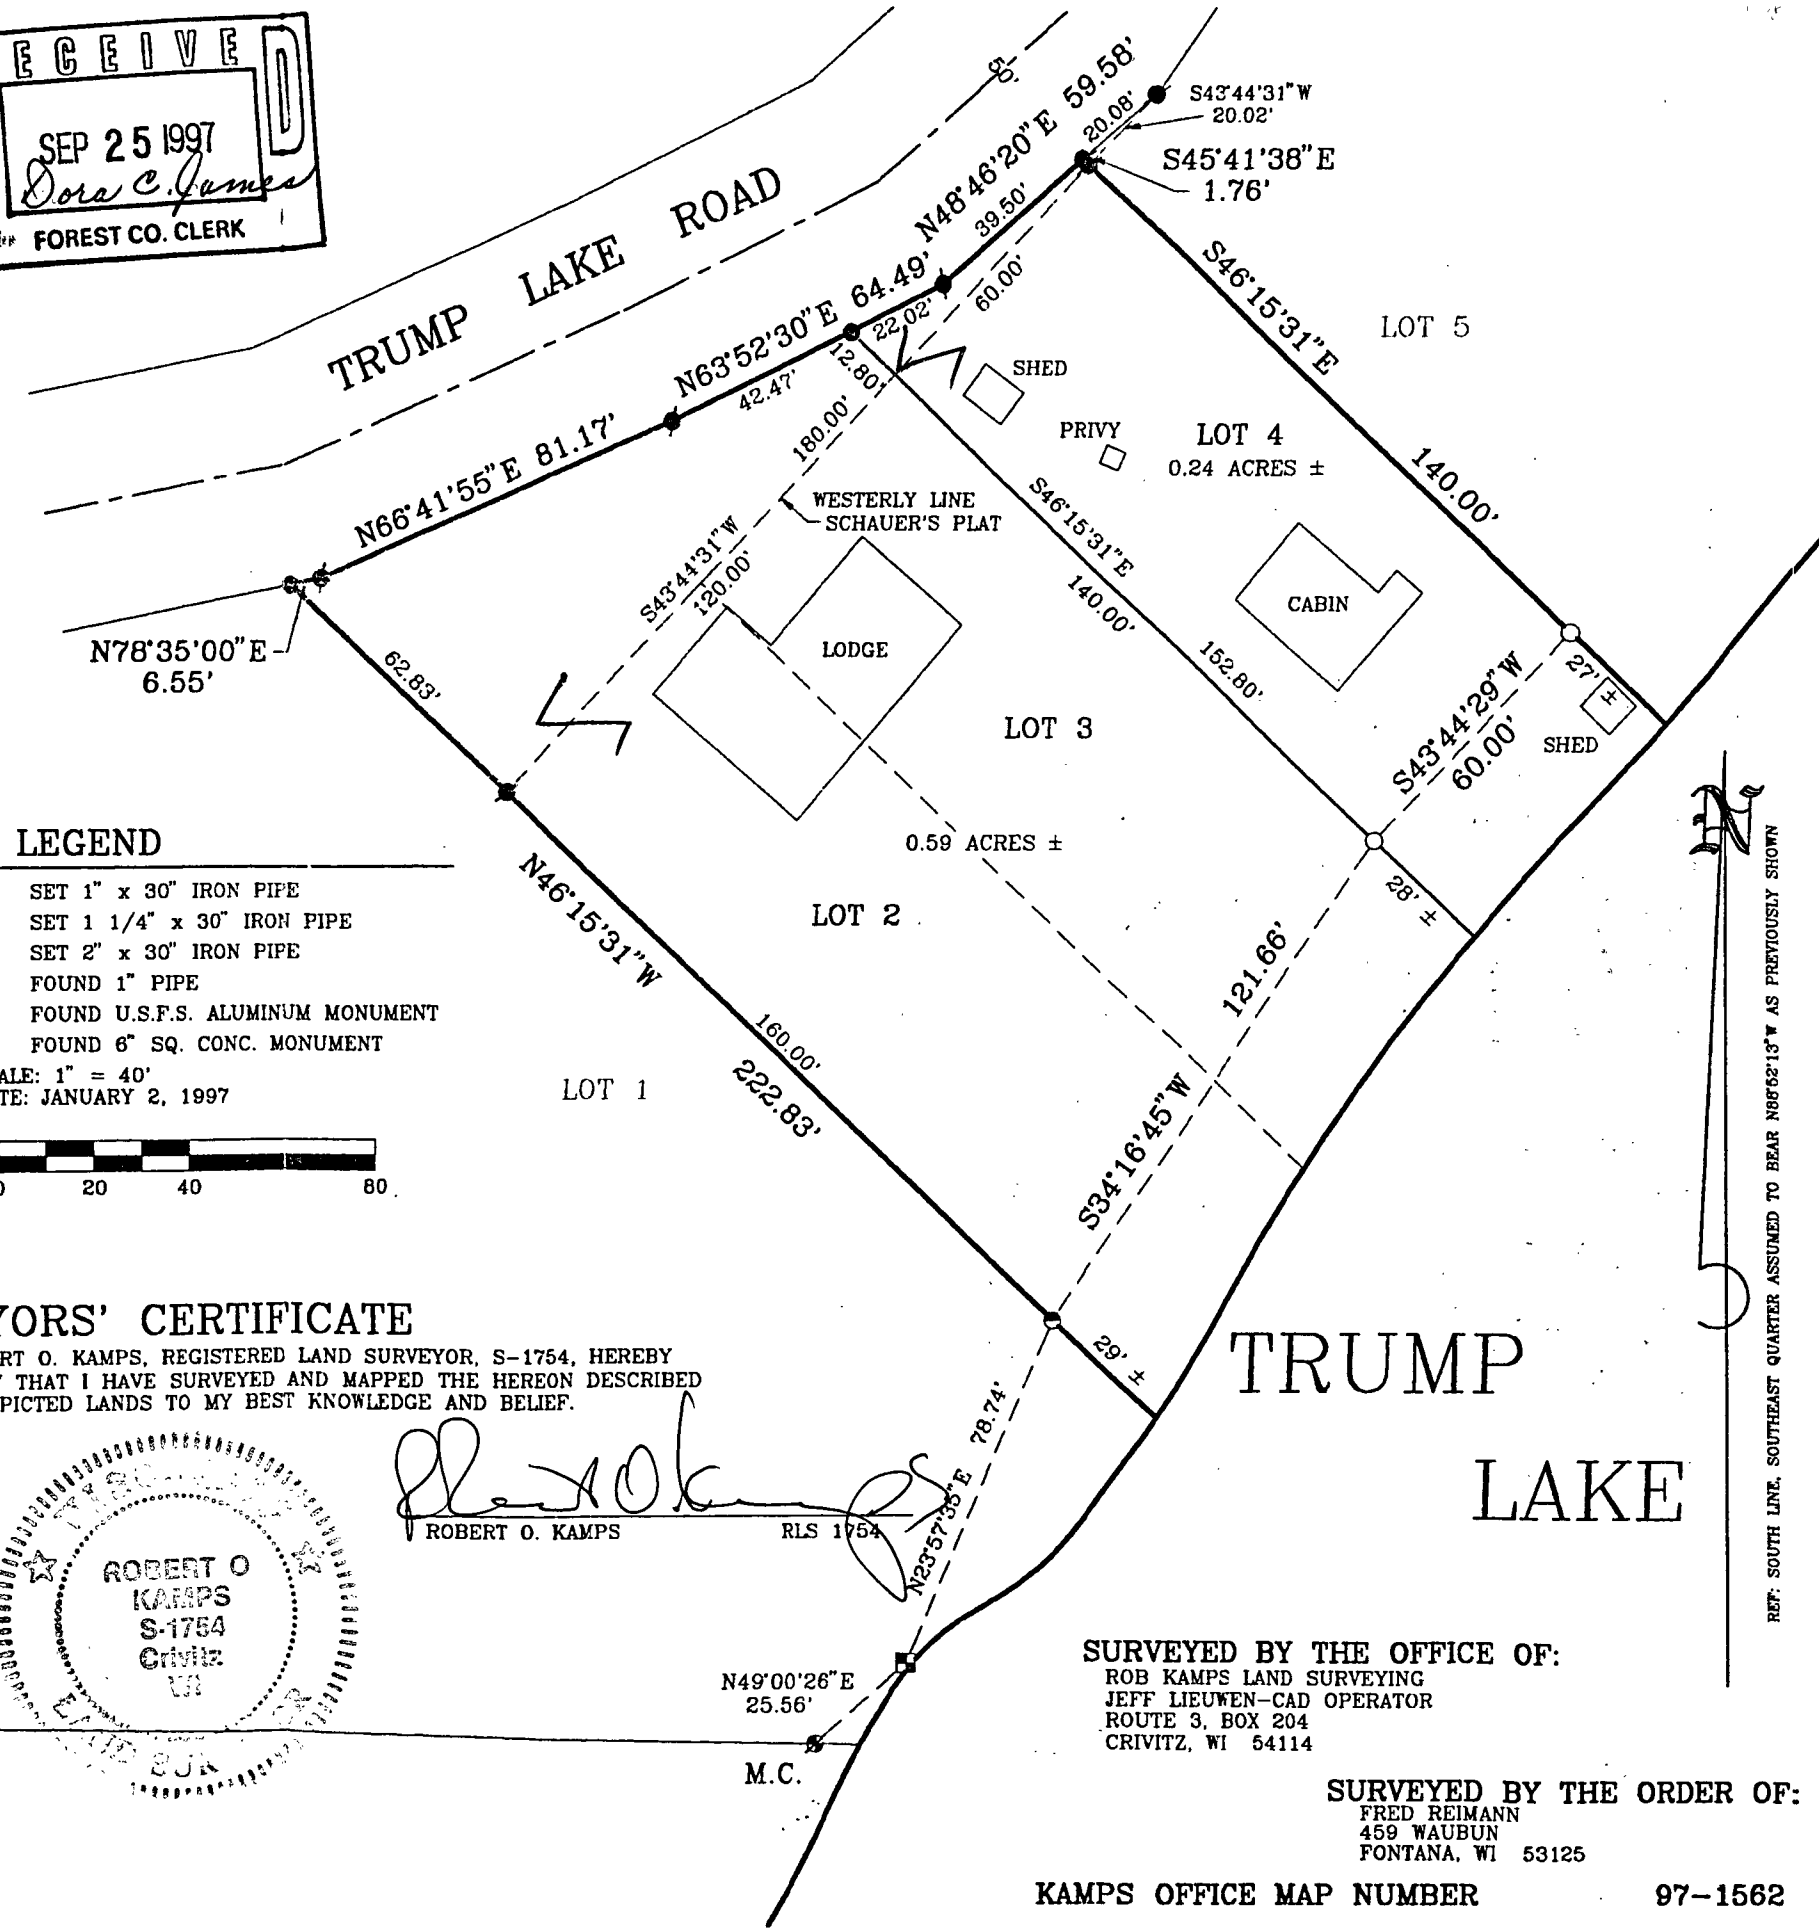 ECEIVED
SEP 25 1997
Dora C. James
FOREST CO. CLERK
50'
TRUMP LAKE ROAD
N48°46'20"E 59.58'
20.08'
39.50'
S43°44'31"W
20.02'
S45°41'38"E
1.76'
N63°52'30"E 64.49'
22.02'
42.47'
12.80'
60.00'
180.00'
N66°41'55"E 81.17'
N78°35'00"E
6.55'
S46°15'31"E
140.00'
LOT 5
SHED
PRIVY
LOT 4
0.24 ACRES ±
WESTERLY LINE
SCHAUER'S PLAT
S43°44'31"W
120.00'
S46°15'31"E
140.00'
152.80'
CABIN
LODGE
62.83'
LOT 3
S43°44'29"W
60.00'
27' ±
SHED
0.59 ACRES ±
28' ±
LOT 2
N46°15'31"W
160.00'
222.83'
121.66'
S34°16'45"W
LOT 1
29' ±
78.74'
N23°57'35"E
LEGEND
SET 1" x 30" IRON PIPE
SET 1 1/4" x 30" IRON PIPE
SET 2" x 30" IRON PIPE
FOUND 1" PIPE
FOUND U.S.F.S. ALUMINUM MONUMENT
FOUND 6" SQ. CONC. MONUMENT
ALE: 1" = 40'
TE: JANUARY 2, 1997
0 20 40 80
N
REF: SOUTH LINE, SOUTHEAST QUARTER ASSUMED TO BEAR N88°52'13"W AS PREVIOUSLY SHOWN
YORS' CERTIFICATE
RT O. KAMPS, REGISTERED LAND SURVEYOR, S-1754, HEREBY
Y THAT I HAVE SURVEYED AND MAPPED THE HEREON DESCRIBED
PICTED LANDS TO MY BEST KNOWLEDGE AND BELIEF.
Robert O Kamps
ROBERT O. KAMPS RLS 1754
ROBERT O
KAMPS
S-1754
Crivitz
WI
TRUMP
LAKE
N49°00'26"E
25.56'
M.C.
SURVEYED BY THE OFFICE OF:
ROB KAMPS LAND SURVEYING
JEFF LIEUWEN-CAD OPERATOR
ROUTE 3, BOX 204
CRIVITZ, WI 54114
SURVEYED BY THE ORDER OF:
FRED REIMANN
459 WAUBUN
FONTANA, WI 53125
KAMPS OFFICE MAP NUMBER 97-1562